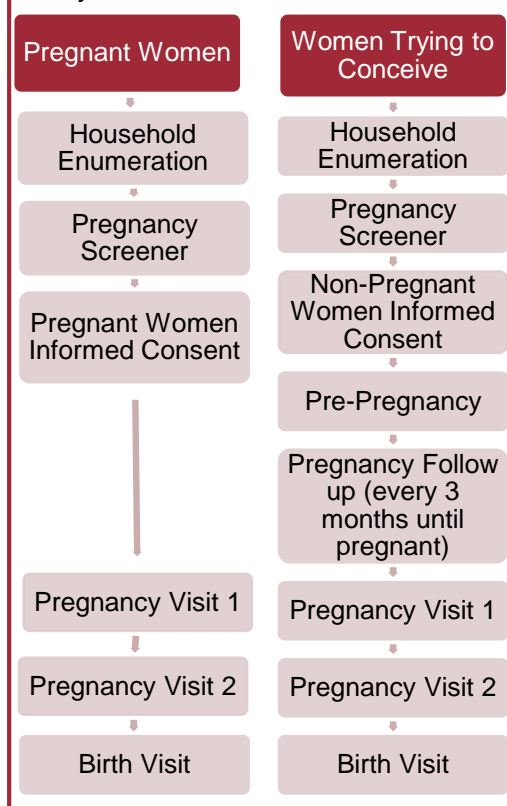 Pregnant Women
Household
Enumeration
Pregnancy
Screener
Pregnant Women
Informed Consent
Pregnancy Visit 1
Pregnancy Visit 2
Birth Visit
Women Trying to
Conceive
Household
Enumeration
Pregnancy
Screener
Non-Pregnant
Women Informed
Consent
Pre-Pregnancy
Pregnancy Follow
up (every 3
months until
pregnant)
Pregnancy Visit 1
Pregnancy Visit 2
Birth Visit